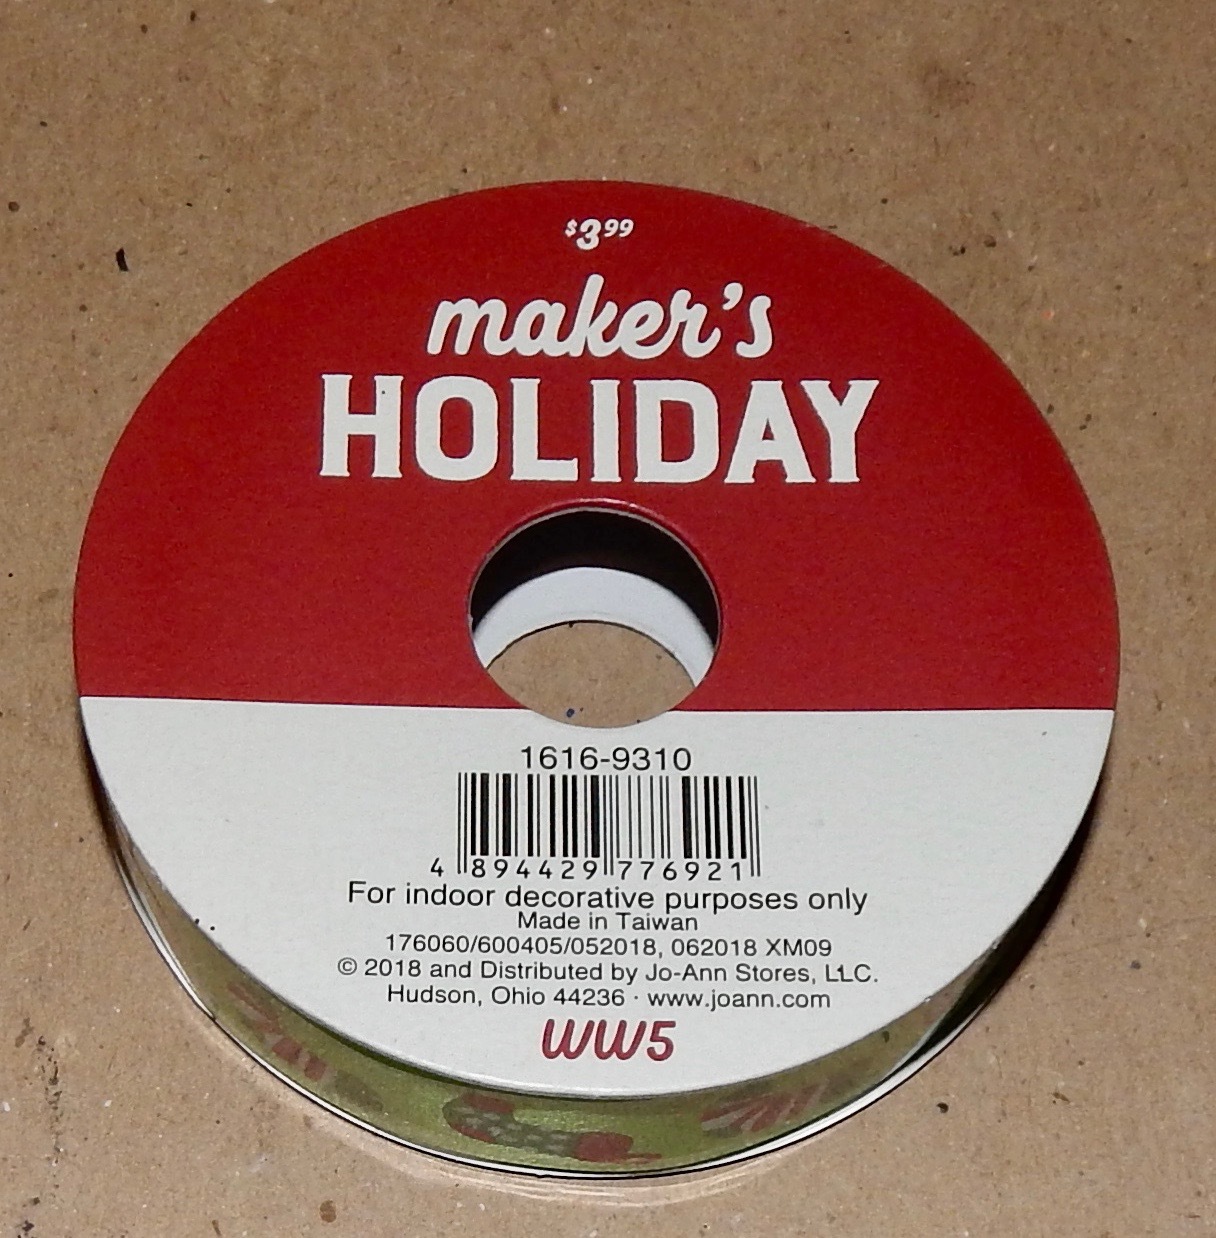 $3.99
maker's
HOLIDAY
1616-9310
4 894429 776921
For indoor decorative purposes only
Made in Taiwan
176060/600405/052018, 062018 XM09
© 2018 and Distributed by Jo-Ann Stores, LLC.
Hudson, Ohio 44236 · www.joann.com
WW5